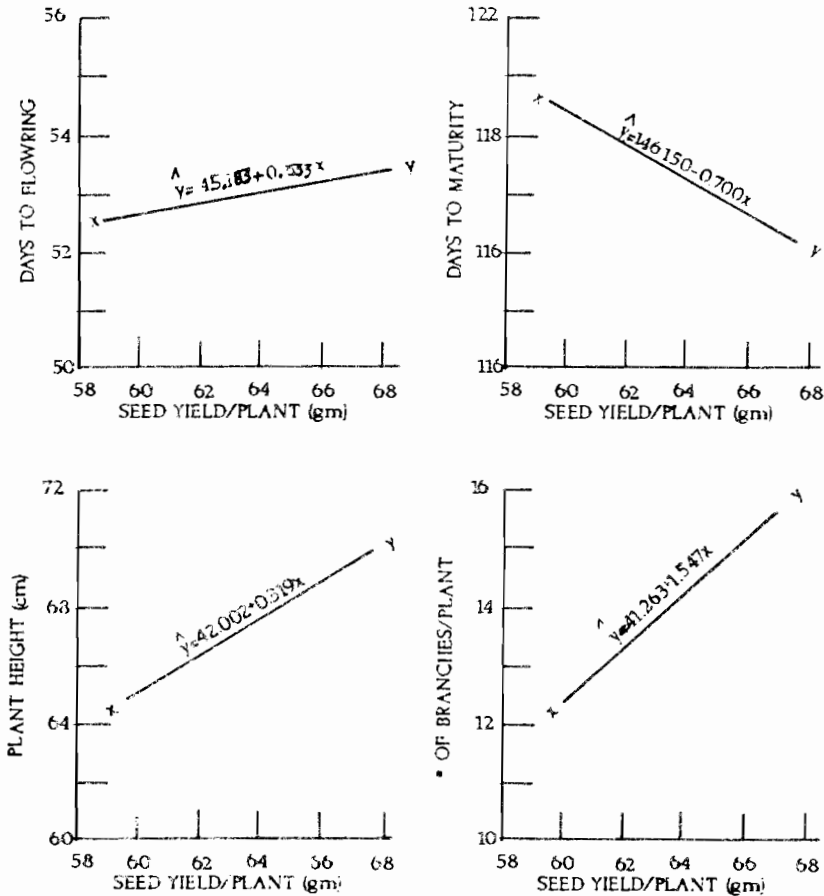 DAYS TO FLOWRING
56
54
52
50
58 60 62 64 66 68
SEED YIELD/PLANT (gm)
x
y
DAYS TO MATURITY
122
118
116
116
58 60 62 64 66 68
SEED YIELD/PLANT (gm)
x
ŷ=146.150-0.700x
y
PLANT HEIGHT (cm)
72
63
64
60
58 60 62 64 66 68
SEED YIELD/PLANT (gm)
x
ŷ=42.002+0.319x
y
OF BRANCHES/PLANT
16
14
12
10
58 60 62 64 66 68
SEED YIELD/PLANT (gm)
x
ŷ=41.263+1.547x
y